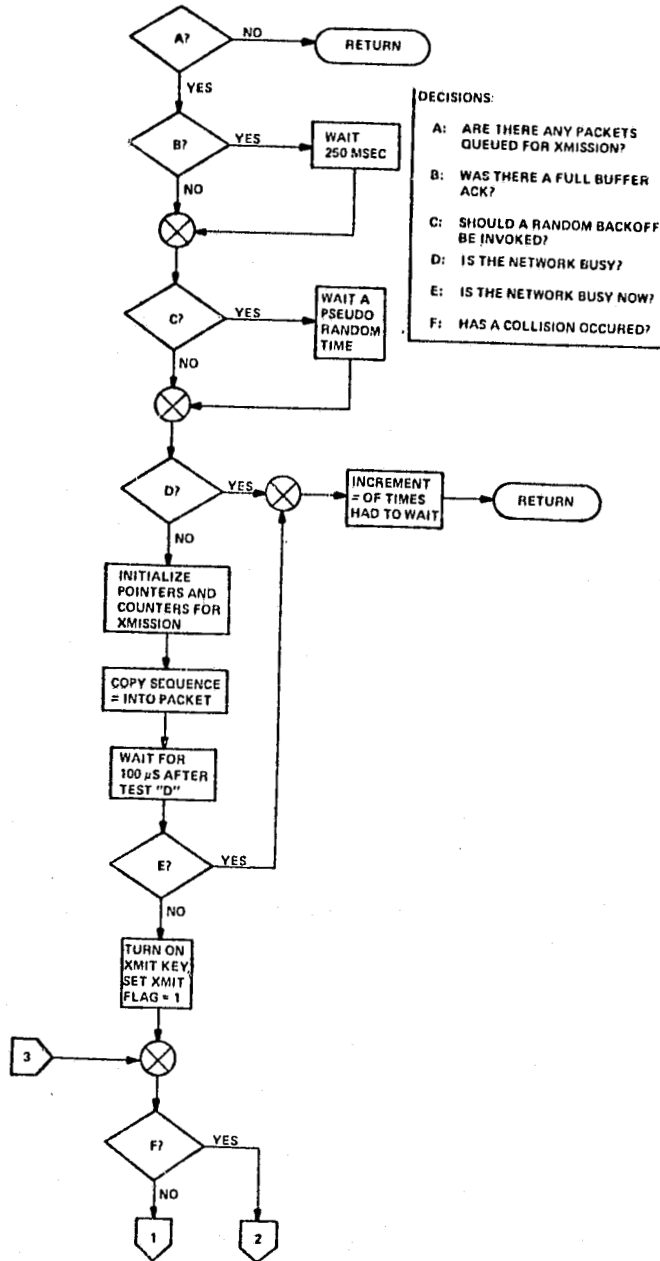 A?
NO
RETURN
YES
DECISIONS:
A: ARE THERE ANY PACKETS
QUEUED FOR XMISSION?
B: WAS THERE A FULL BUFFER
ACK?
C: SHOULD A RANDOM BACKOFF
BE INVOKED?
D: IS THE NETWORK BUSY?
E: IS THE NETWORK BUSY NOW?
F: HAS A COLLISION OCCURED?
B?
YES
WAIT
250 MSEC
NO
C?
YES
WAIT A
PSEUDO
RANDOM
TIME
NO
D?
YES
INCREMENT
= OF TIMES
HAD TO WAIT
RETURN
NO
INITIALIZE
POINTERS AND
COUNTERS FOR
XMISSION
COPY SEQUENCE
= INTO PACKET
WAIT FOR
100 µS AFTER
TEST "D"
E?
YES
NO
TURN ON
XMIT KEY,
SET XMIT
FLAG = 1
3
F?
YES
NO
1
2